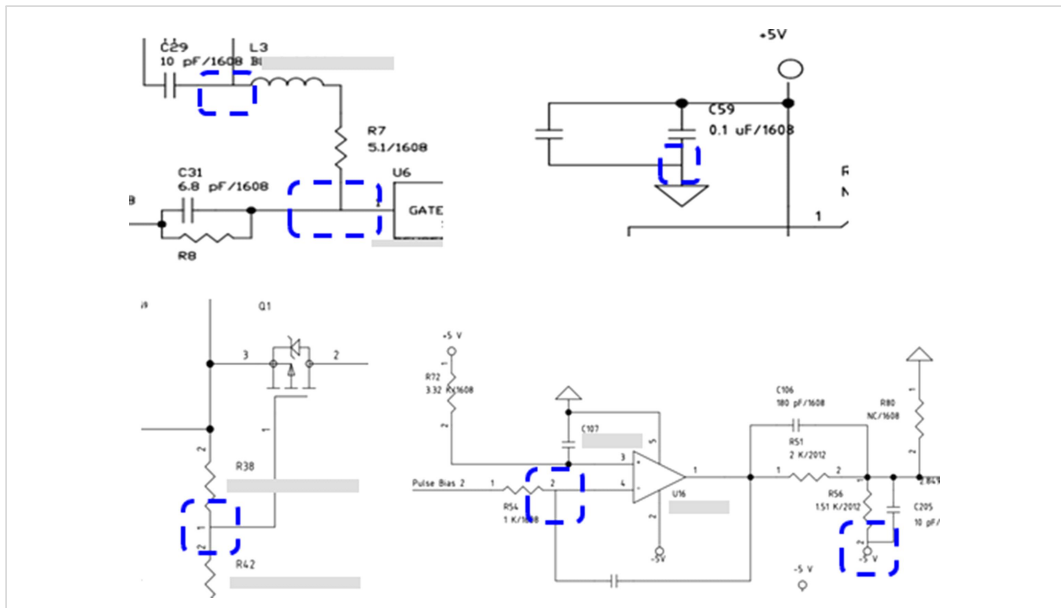 C29
10 pF/1608
L3
R7
5.1/1608
C31
6.8 pF/1608
U6
GATE
R8
+5V
C59
0.1 uF/1608
1
Q1
3
2
1
2
R38
1
2
R42
+5 V
1
R72
3.32 K/1608
2
C107
5
3
+
Pulse Bias 2
1
2
4
-
1
R54
1 K/1608
U16
2
-5V
C106
180 pF/1608
R51
1
2
2 K/2012
R80
NC/1608
1
2
1
R56
1.51 K/2012
2
C205
10 pF/
-5 V
-5 V